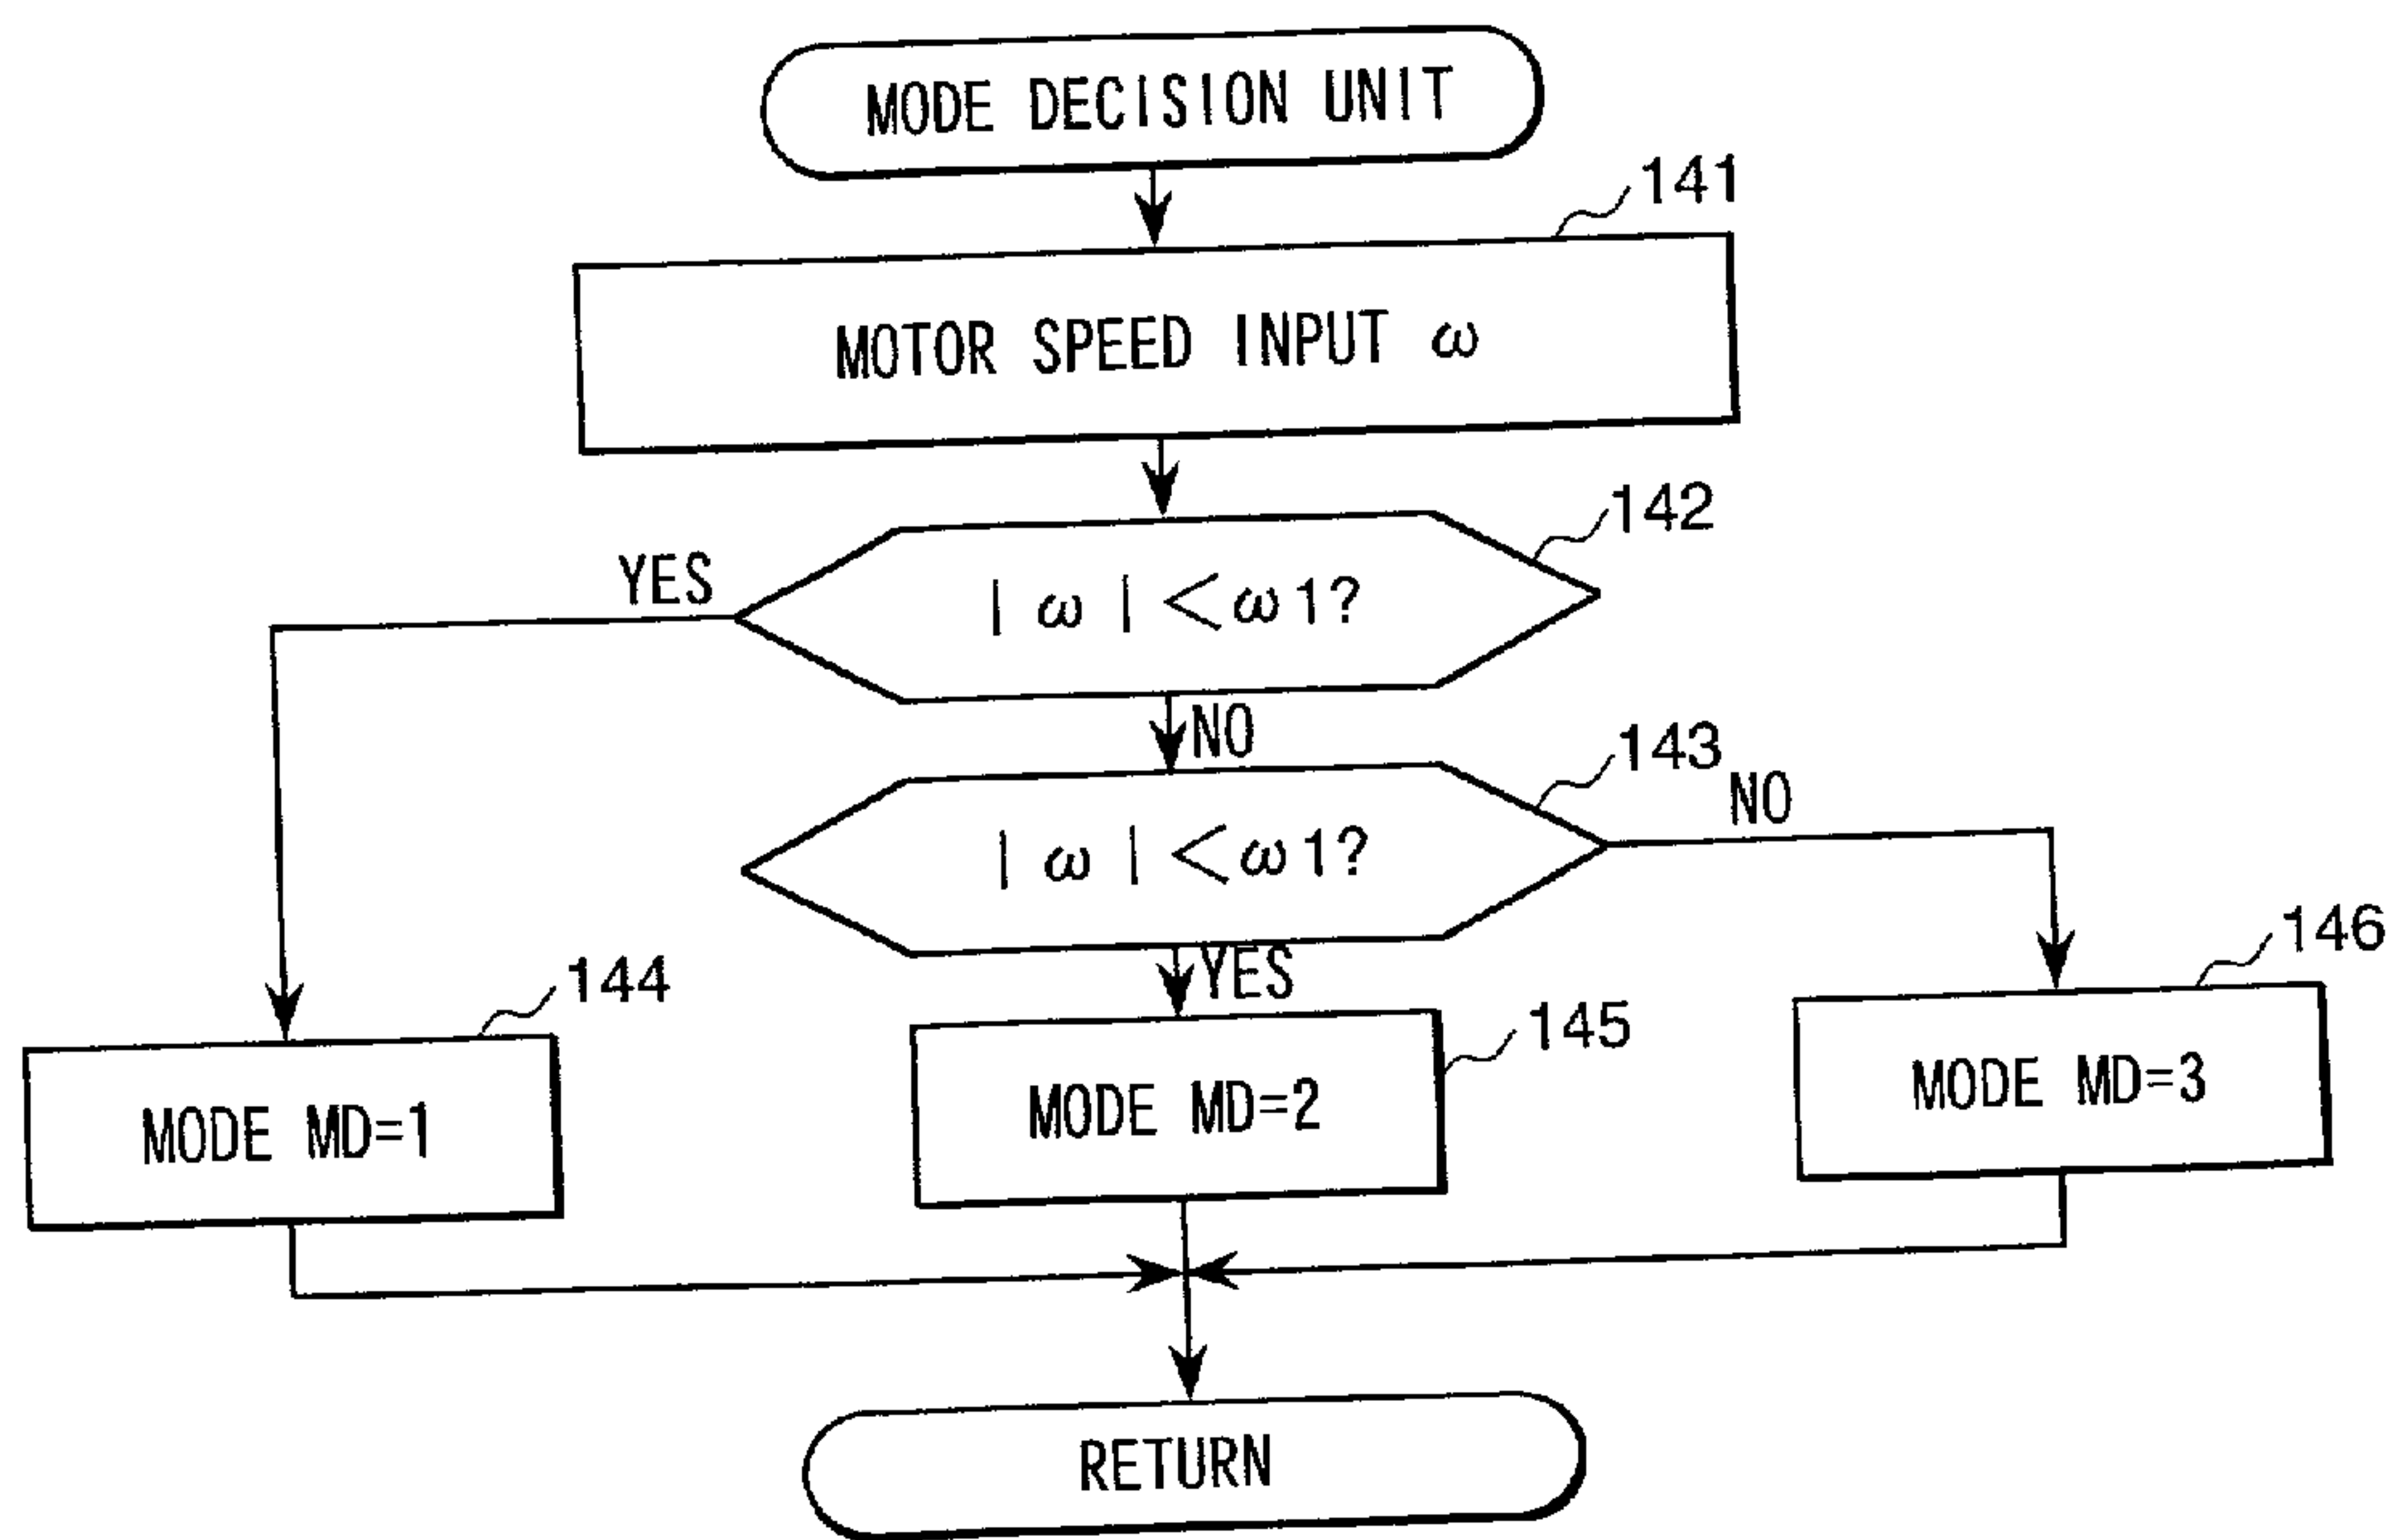 MODE DECISION UNIT
141
MOTOR SPEED INPUT ω
142
YES
| ω | <ω1?
NO
143
NO
| ω | <ω1?
YES
144
MODE MD=1
145
MODE MD=2
146
MODE MD=3
RETURN